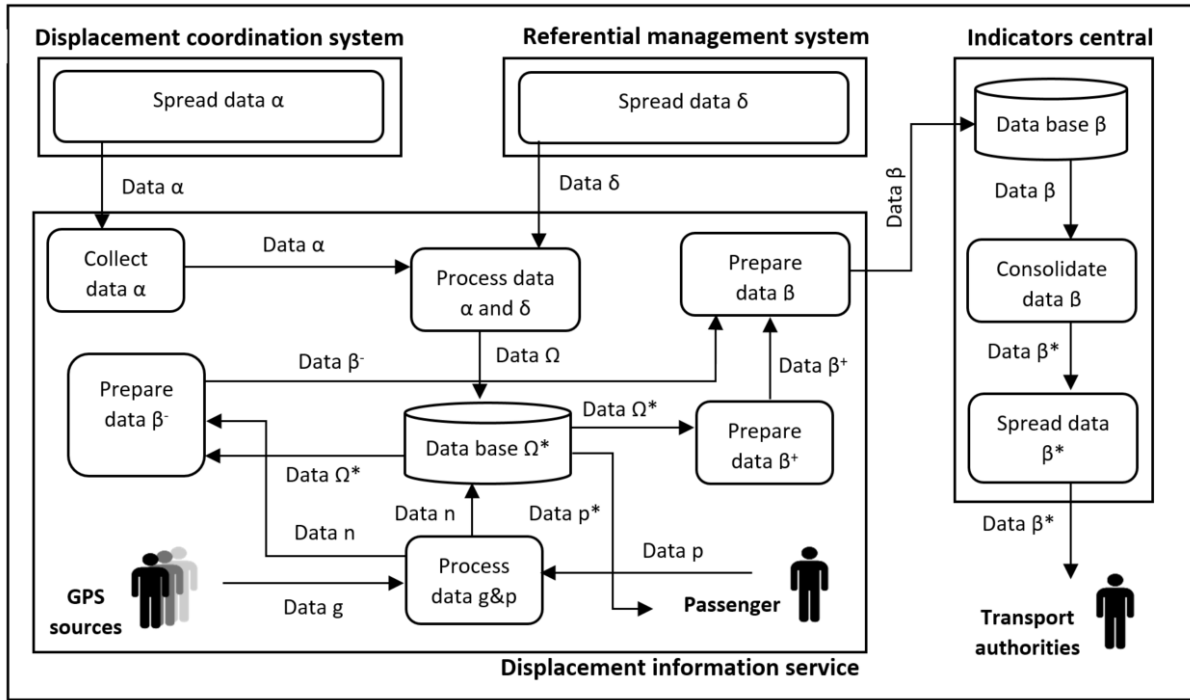 Displacement coordination system
Referential management system
Indicators central
Spread data α
Spread data δ
Data base β
Data α
Data δ
Data β
Data β
Collect
data α
Data α
Process data
α and δ
Prepare
data β
Consolidate
data β
Data Ω
Data β⁻
Data β⁺
Data β*
Prepare
data β⁻
Data base Ω*
Data Ω*
Prepare
data β⁺
Spread data
β*
Data Ω*
Data n
Data p*
Data n
Data β*
GPS
sources
Data g
Process
data g&p
Data p
Passenger
Transport
authorities
Displacement information service